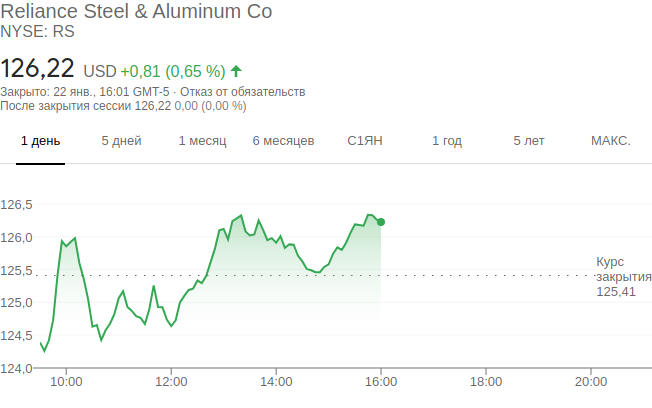 Reliance Steel & Aluminum Co
NYSE: RS
126,22 USD +0,81 (0,65 %)
Закрыто: 22 янв., 16:01 GMT-5 · Отказ от обязательств
После закрытия сессии 126,22 0,00 (0,00 %)
1 день 5 дней 1 месяц 6 месяцев С1ЯН 1 год 5 лет МАКС.
126,5
126,0
125,5
125,0
124,5
124,0
Курс
закрытия
125,41
10:00 12:00 14:00 16:00 18:00 20:00